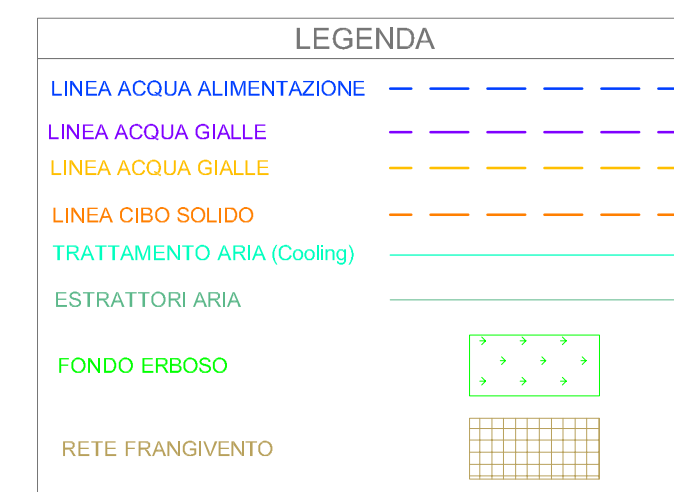 LEGENDA
LINEA ACQUA ALIMENTAZIONE
LINEA ACQUA GIALLE
LINEA ACQUA GIALLE
LINEA CIBO SOLIDO
TRATTAMENTO ARIA (Cooling)
ESTRATTORI ARIA
FONDO ERBOSO
RETE FRANGIVENTO